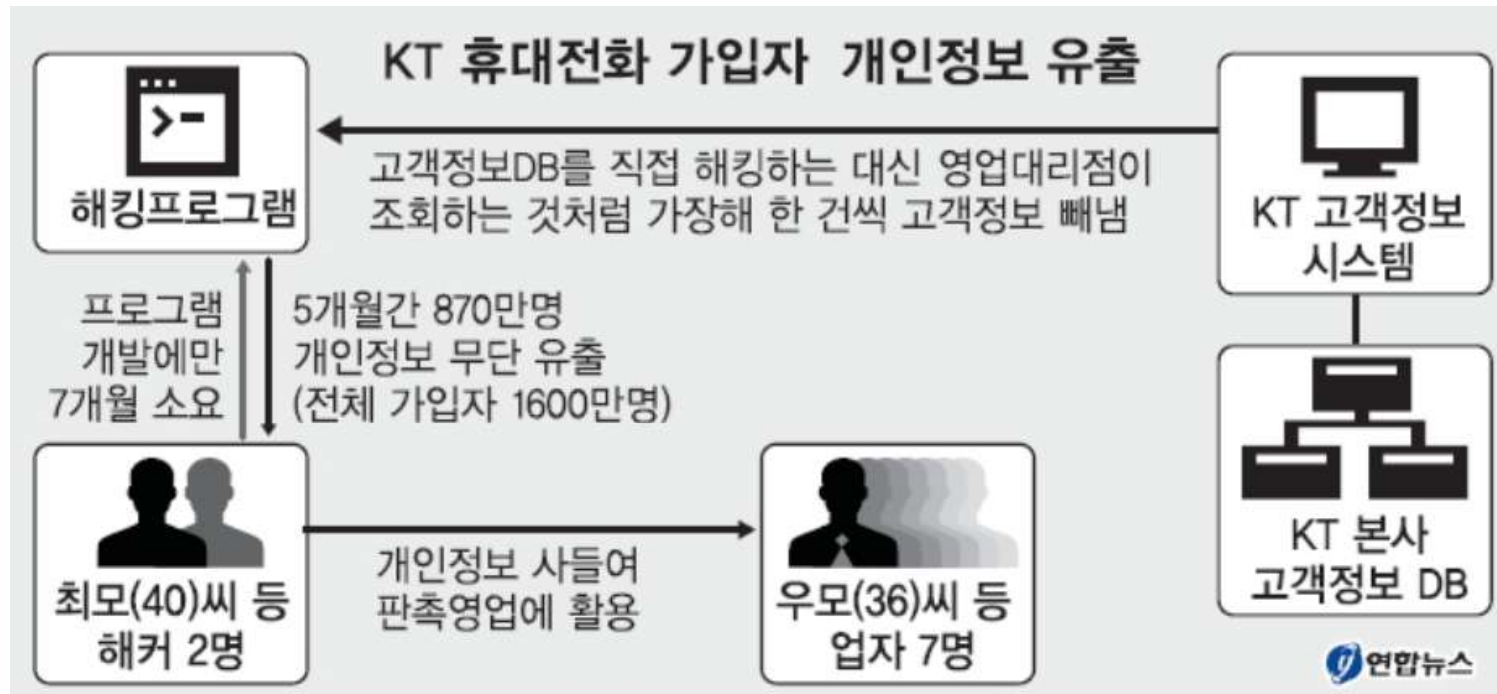 KT 휴대전화 가입자 개인정보 유출
해킹프로그램
고객정보DB를 직접 해킹하는 대신 영업대리점이
조회하는 것처럼 가장해 한 건씩 고객정보 빼냄
KT 고객정보
시스템
프로그램
개발에만
7개월 소요
5개월간 870만명
개인정보 무단 유출
(전체 가입자 1600만명)
최모(40)씨 등
해커 2명
개인정보 사들여
판촉영업에 활용
우모(36)씨 등
업자 7명
KT 본사
고객정보 DB
연합뉴스